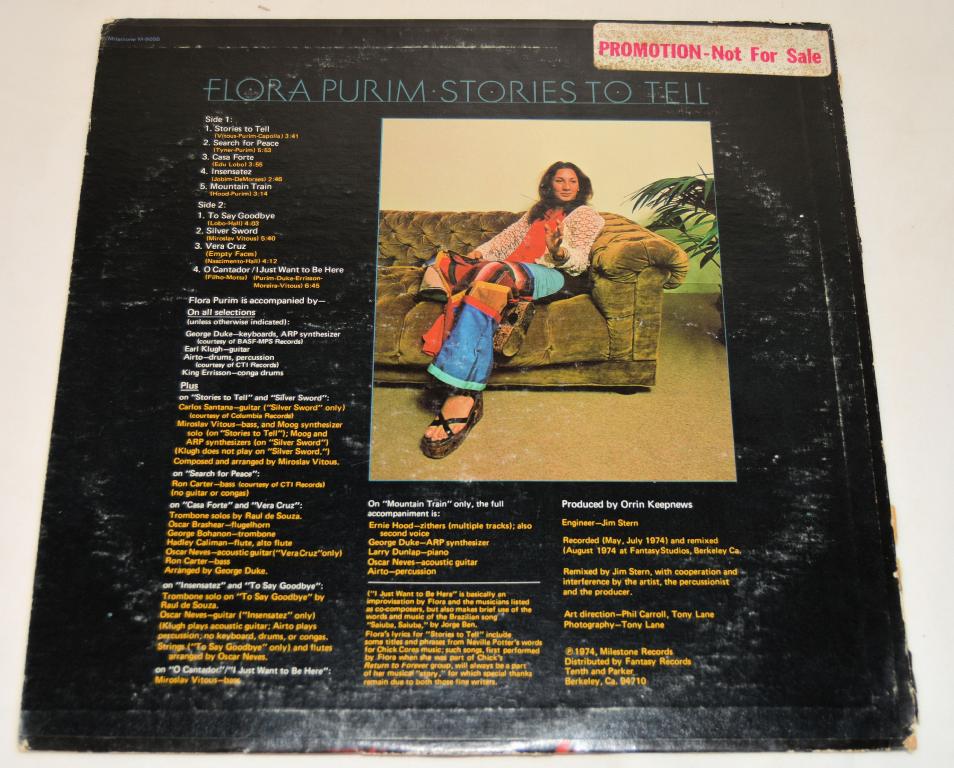 Milestone M-9058
PROMOTION-Not For Sale
FLORA PURIM·STORIES TO TELL
Side 1:
1. Stories to Tell
(Vitous-Purim-Capolla) 3:41
2. Search for Peace
(Tyner-Purim) 5:53
3. Casa Forte
(Edu Lobo) 3:55
4. Insensatez
(Jobim-DeMoraes) 2:46
5. Mountain Train
(Hood-Purim) 3:14
Side 2:
1. To Say Goodbye
(Lobo-Hall) 4:03
2. Silver Sword
(Miroslav Vitous) 5:40
3. Vera Cruz
(Empty Faces)
(Nascimento-Hall) 4:12
4. O Cantador/I Just Want to Be Here
(Filho-Motta) (Purim-Duke-Errisson-
Moreira-Vitous) 6:45
Flora Purim is accompanied by—
On all selections
(unless otherwise indicated):
George Duke—keyboards, ARP synthesizer
(courtesy of BASF-MPS Records)
Earl Klugh—guitar
Airto—drums, percussion
(courtesy of CTI Records)
King Errisson—conga drums
Plus
on "Stories to Tell" and "Silver Sword":
Carlos Santana—guitar ("Silver Sword" only)
(courtesy of Columbia Records)
Miroslav Vitous—bass, and Moog synthesizer
solo (on "Stories to Tell"); Moog and
ARP synthesizers (on "Silver Sword")
(Klugh does not play on "Silver Sword.")
Composed and arranged by Miroslav Vitous.
on "Search for Peace":
Ron Carter—bass (courtesy of CTI Records)
(no guitar or congas)
on "Casa Forte" and "Vera Cruz":
Trombone solos by Raul de Souza.
Oscar Brashear—flugelhorn
George Bohanon—trombone
Hadley Caliman—flute, alto flute
Oscar Neves—acoustic guitar ("Vera Cruz" only)
Ron Carter—bass
Arranged by George Duke.
on "Insensatez" and "To Say Goodbye":
Trombone solo on "To Say Goodbye" by
Raul de Souza.
Oscar Neves—guitar ("Insensatez" only)
(Klugh plays acoustic guitar; Airto plays
percussion; no keyboard, drums, or congas.
Strings ("To Say Goodbye" only) and flutes
arranged by Oscar Neves.
on "O Cantador"/"I Just Want to Be Here":
Miroslav Vitous—bass
On "Mountain Train" only, the full
accompaniment is:
Ernie Hood—zithers (multiple tracks); also
second voice
George Duke—ARP synthesizer
Larry Dunlap—piano
Oscar Neves—acoustic guitar
Airto—percussion
("I Just Want to Be Here" is basically an
improvisation by Flora and the musicians listed
as co-composers, but also makes brief use of the
words and music of the Brazilian song
"Saiuba, Saiuba," by Jorge Ben.
Flora's lyrics for "Stories to Tell" include
some titles and phrases from Neville Potter's words
for Chick Corea music; such songs, first performed
by Flora when she was part of Chick's
Return to Forever group, will always be a part
of her musical "story," for which special thanks
remain due to both those fine writers.
Produced by Orrin Keepnews
Engineer—Jim Stern
Recorded (May, July 1974) and remixed
(August 1974 at Fantasy Studios, Berkeley Ca.
Remixed by Jim Stern, with cooperation and
interference by the artist, the percussionist
and the producer.
Art direction—Phil Carroll, Tony Lane
Photography—Tony Lane
℗1974, Milestone Records
Distributed by Fantasy Records
Tenth and Parker
Berkeley, Ca. 94710